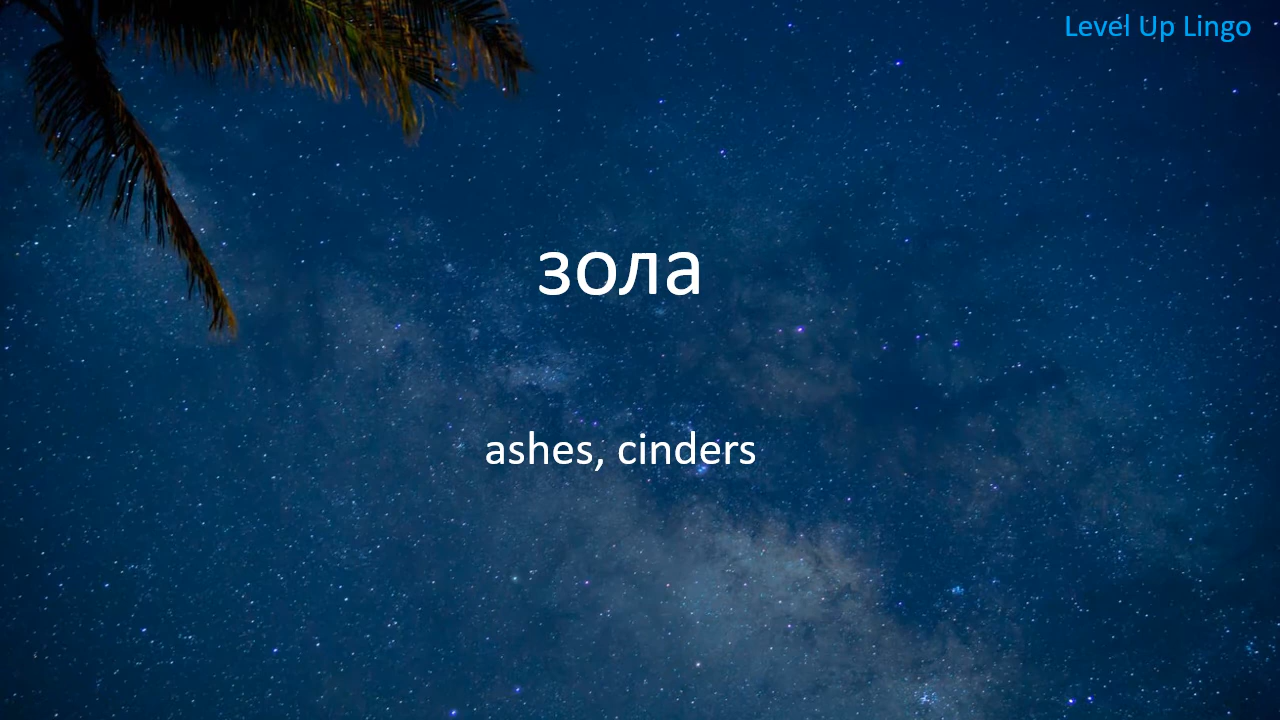 Level Up Lingo
зола
ashes, cinders